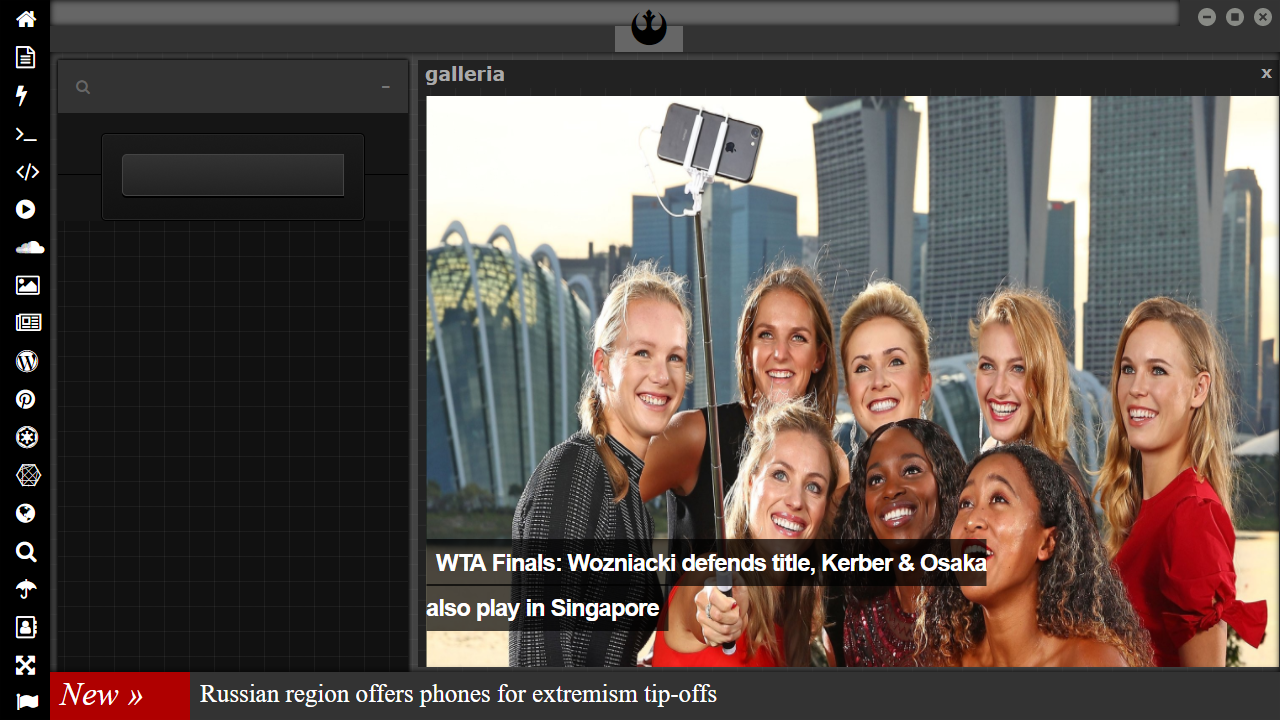 galleria
x
WTA Finals: Wozniacki defends title, Kerber & Osaka
also play in Singapore
New »
Russian region offers phones for extremism tip-offs